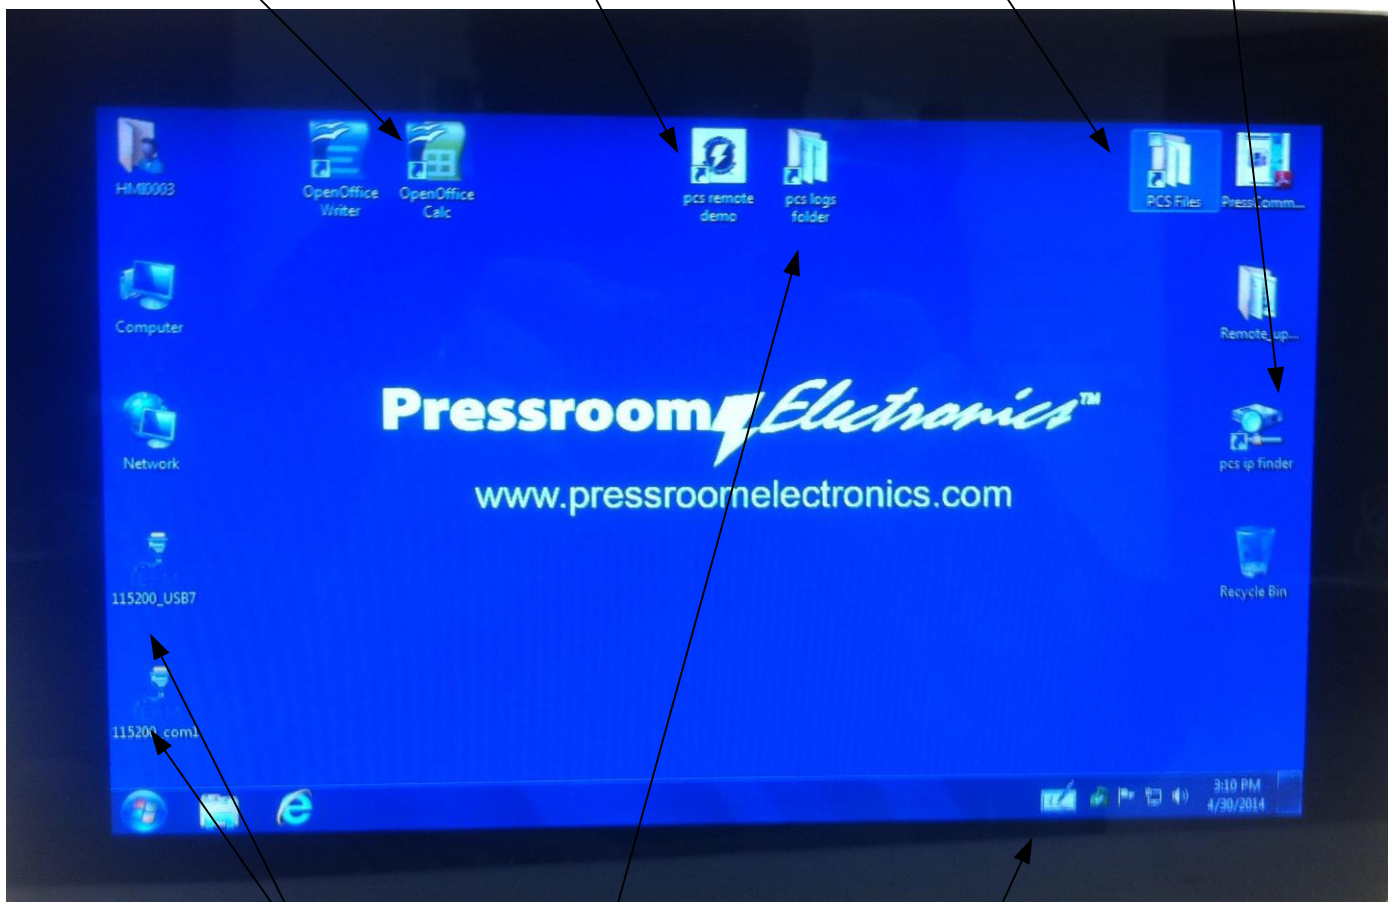 HMI0003
OpenOffice
Writer
OpenOffice
Calc
pcs remote
demo
pcs logs
folder
PCS Files
PressComm...
Computer
Remote_up...
Pressroom Electronics™
www.pressroomelectronics.com
Network
pcs ip finder
115200_USB7
Recycle Bin
115200_com1
3:10 PM
4/30/2014